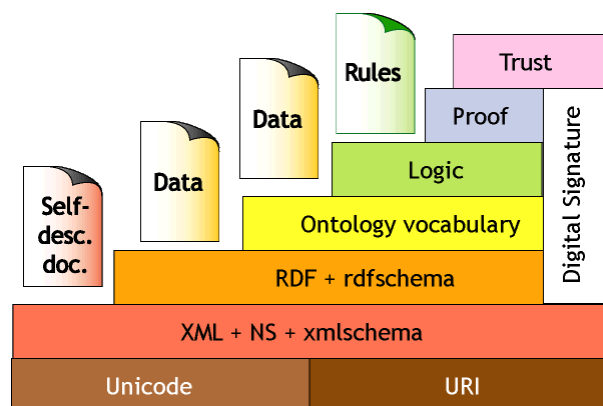 Rules
Trust
Data
Proof
Digital Signature
Data
Logic
Self-
desc.
doc.
Ontology vocabulary
RDF + rdfschema
XML + NS + xmlschema
Unicode
URI